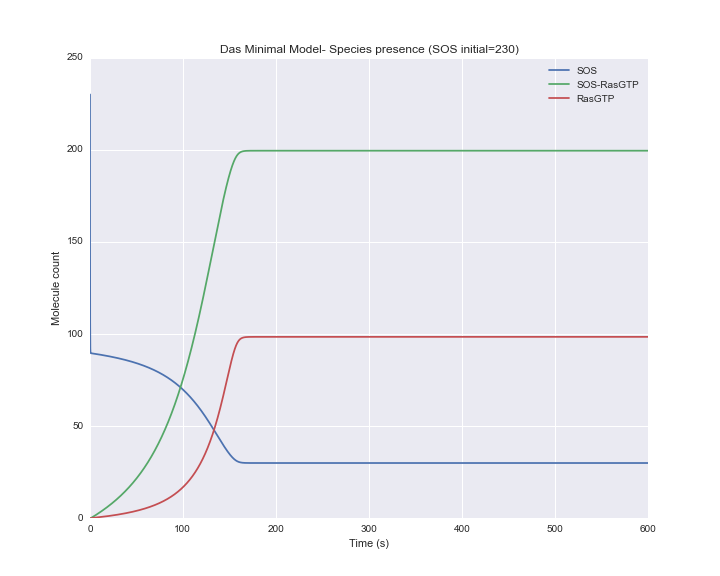 Das Minimal Model- Species presence (SOS initial=230)
250
200
150
100
50
0
Molecule count
SOS
SOS-RasGTP
RasGTP
0 100 200 300 400 500 600
Time (s)